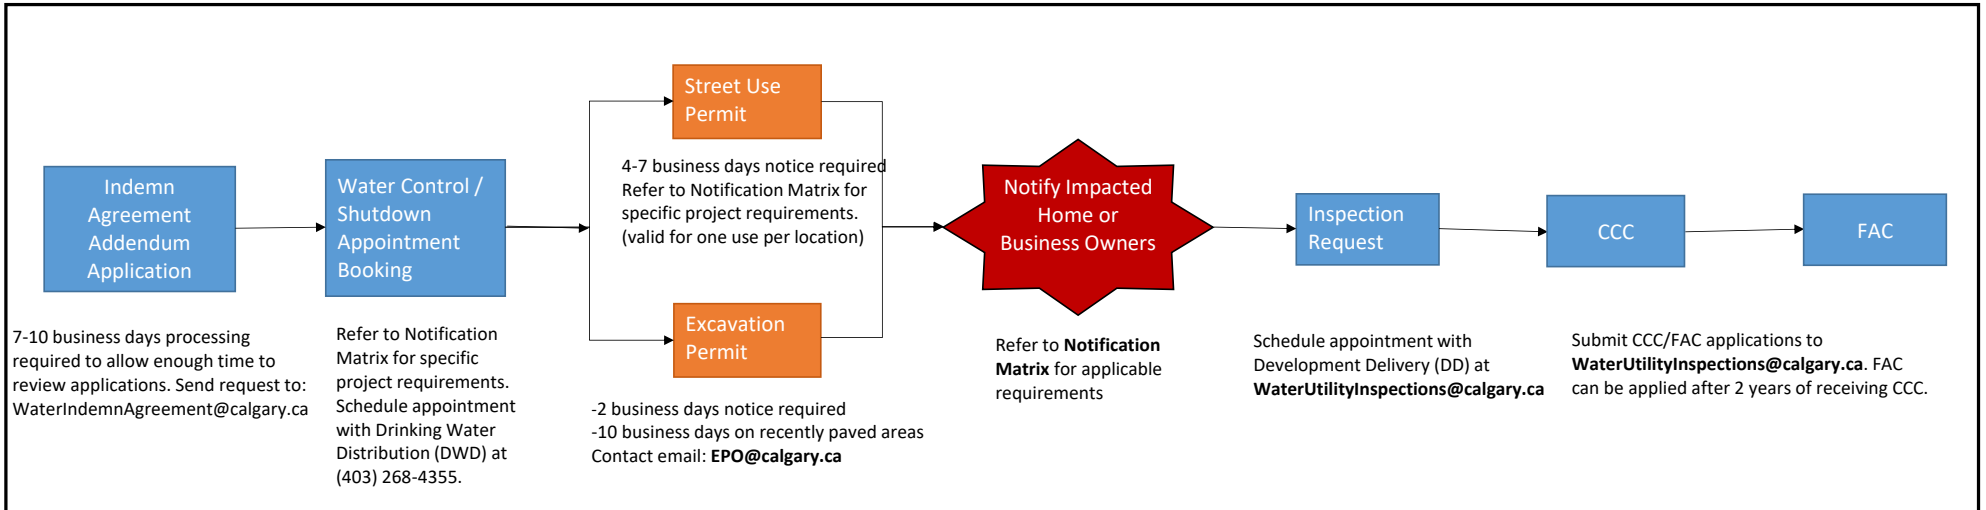 Indemn
Agreement
Addendum
Application
7-10 business days processing
required to allow enough time to
review applications. Send request to:
WaterIndemnAgreement@calgary.ca
Water Control /
Shutdown
Appointment
Booking
Refer to Notification
Matrix for specific
project requirements.
Schedule appointment
with Drinking Water
Distribution (DWD) at
(403) 268-4355.
Street Use
Permit
4-7 business days notice required
Refer to Notification Matrix for
specific project requirements.
(valid for one use per location)
Excavation
Permit
-2 business days notice required
-10 business days on recently paved areas
Contact email: EPO@calgary.ca
Notify Impacted
Home or
Business Owners
Refer to Notification
Matrix for applicable
requirements
Inspection
Request
Schedule appointment with
Development Delivery (DD) at
WaterUtilityInspections@calgary.ca
CCC
FAC
Submit CCC/FAC applications to
WaterUtilityInspections@calgary.ca. FAC
can be applied after 2 years of receiving CCC.